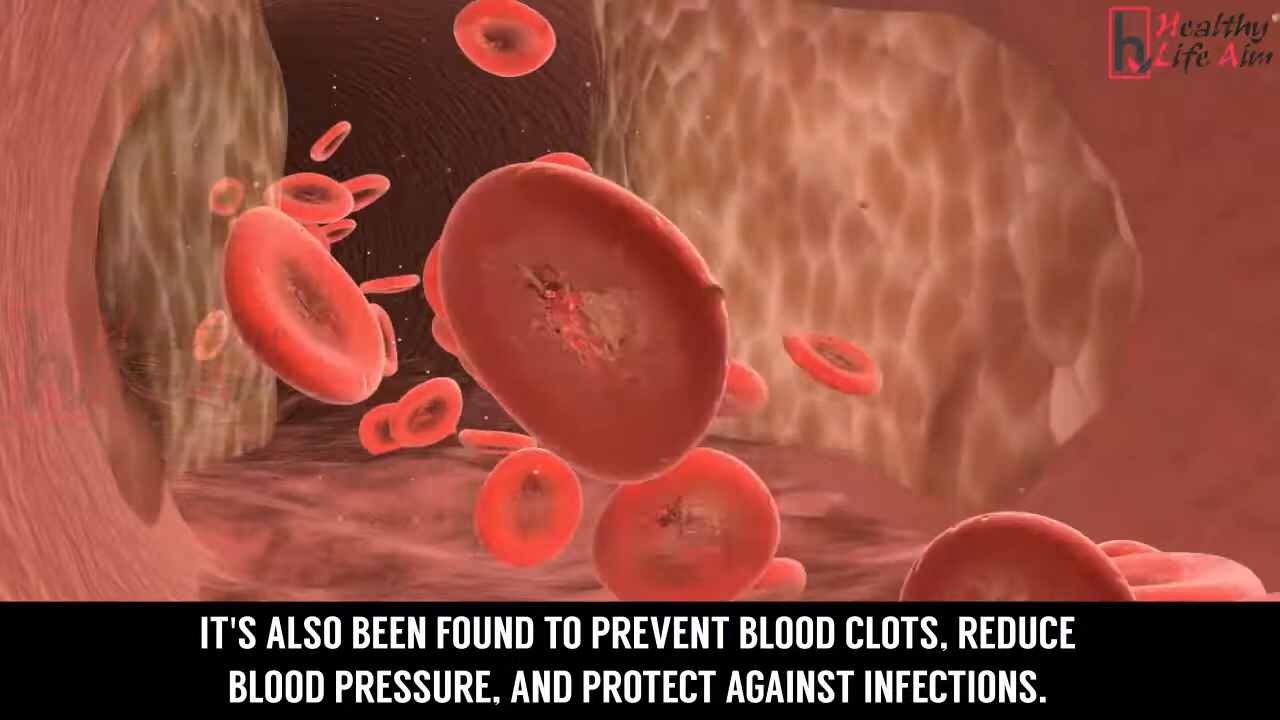 Healthy
Life Aim
IT'S ALSO BEEN FOUND TO PREVENT BLOOD CLOTS, REDUCE
BLOOD PRESSURE, AND PROTECT AGAINST INFECTIONS.